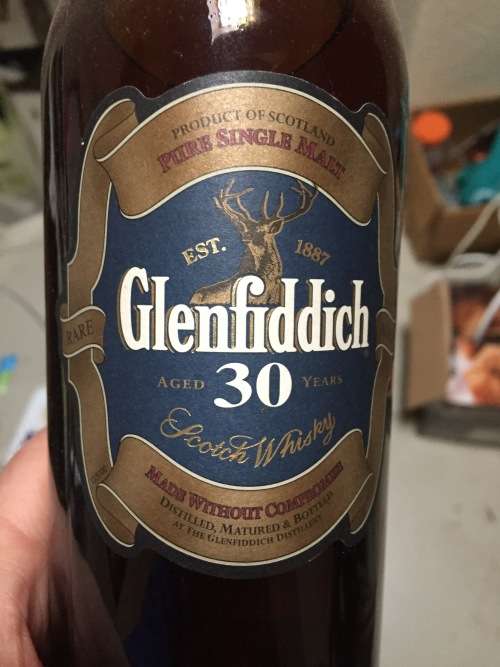 PRODUCT OF SCOTLAND
PURE SINGLE MALT
EST. 1887
Glenfiddich
RARE
AGED 30 YEARS
Scotch Whisky
MADE WITHOUT COMPROMISE
DISTILLED, MATURED & BOTTLED
AT THE GLENFIDDICH DISTILLERY